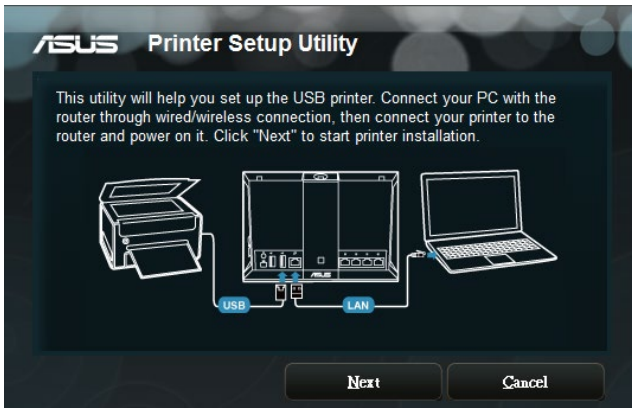 ASUS Printer Setup Utility
This utility will help you set up the USB printer. Connect your PC with the
router through wired/wireless connection, then connect your printer to the
router and power on it. Click "Next" to start printer installation.
ASUS
USB
LAN
Next
Cancel